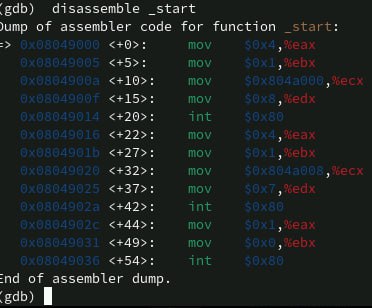 (gdb) disassemble _start
Dump of assembler code for function _start:
=> 0x08049000 <+0>: mov $0x4,%eax
0x08049005 <+5>: mov $0x1,%ebx
0x0804900a <+10>: mov $0x804a000,%ecx
0x0804900f <+15>: mov $0x8,%edx
0x08049014 <+20>: int $0x80
0x08049016 <+22>: mov $0x4,%eax
0x0804901b <+27>: mov $0x1,%ebx
0x08049020 <+32>: mov $0x804a008,%ecx
0x08049025 <+37>: mov $0x7,%edx
0x0804902a <+42>: int $0x80
0x0804902c <+44>: mov $0x1,%eax
0x08049031 <+49>: mov $0x0,%ebx
0x08049036 <+54>: int $0x80
End of assembler dump.
(gdb)